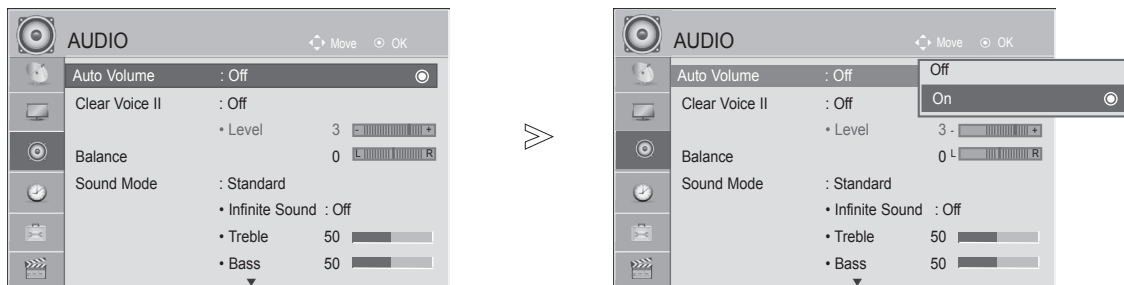 AUDIO Move OK
Auto Volume : Off
Clear Voice II : Off
• Level 3 - +
Balance 0 L R
Sound Mode : Standard
• Infinite Sound : Off
• Treble 50
• Bass 50
AUDIO Move OK
Auto Volume : Off
Off
On
Clear Voice II : Off
• Level 3 - +
Balance 0 L R
Sound Mode : Standard
• Infinite Sound : Off
• Treble 50
• Bass 50